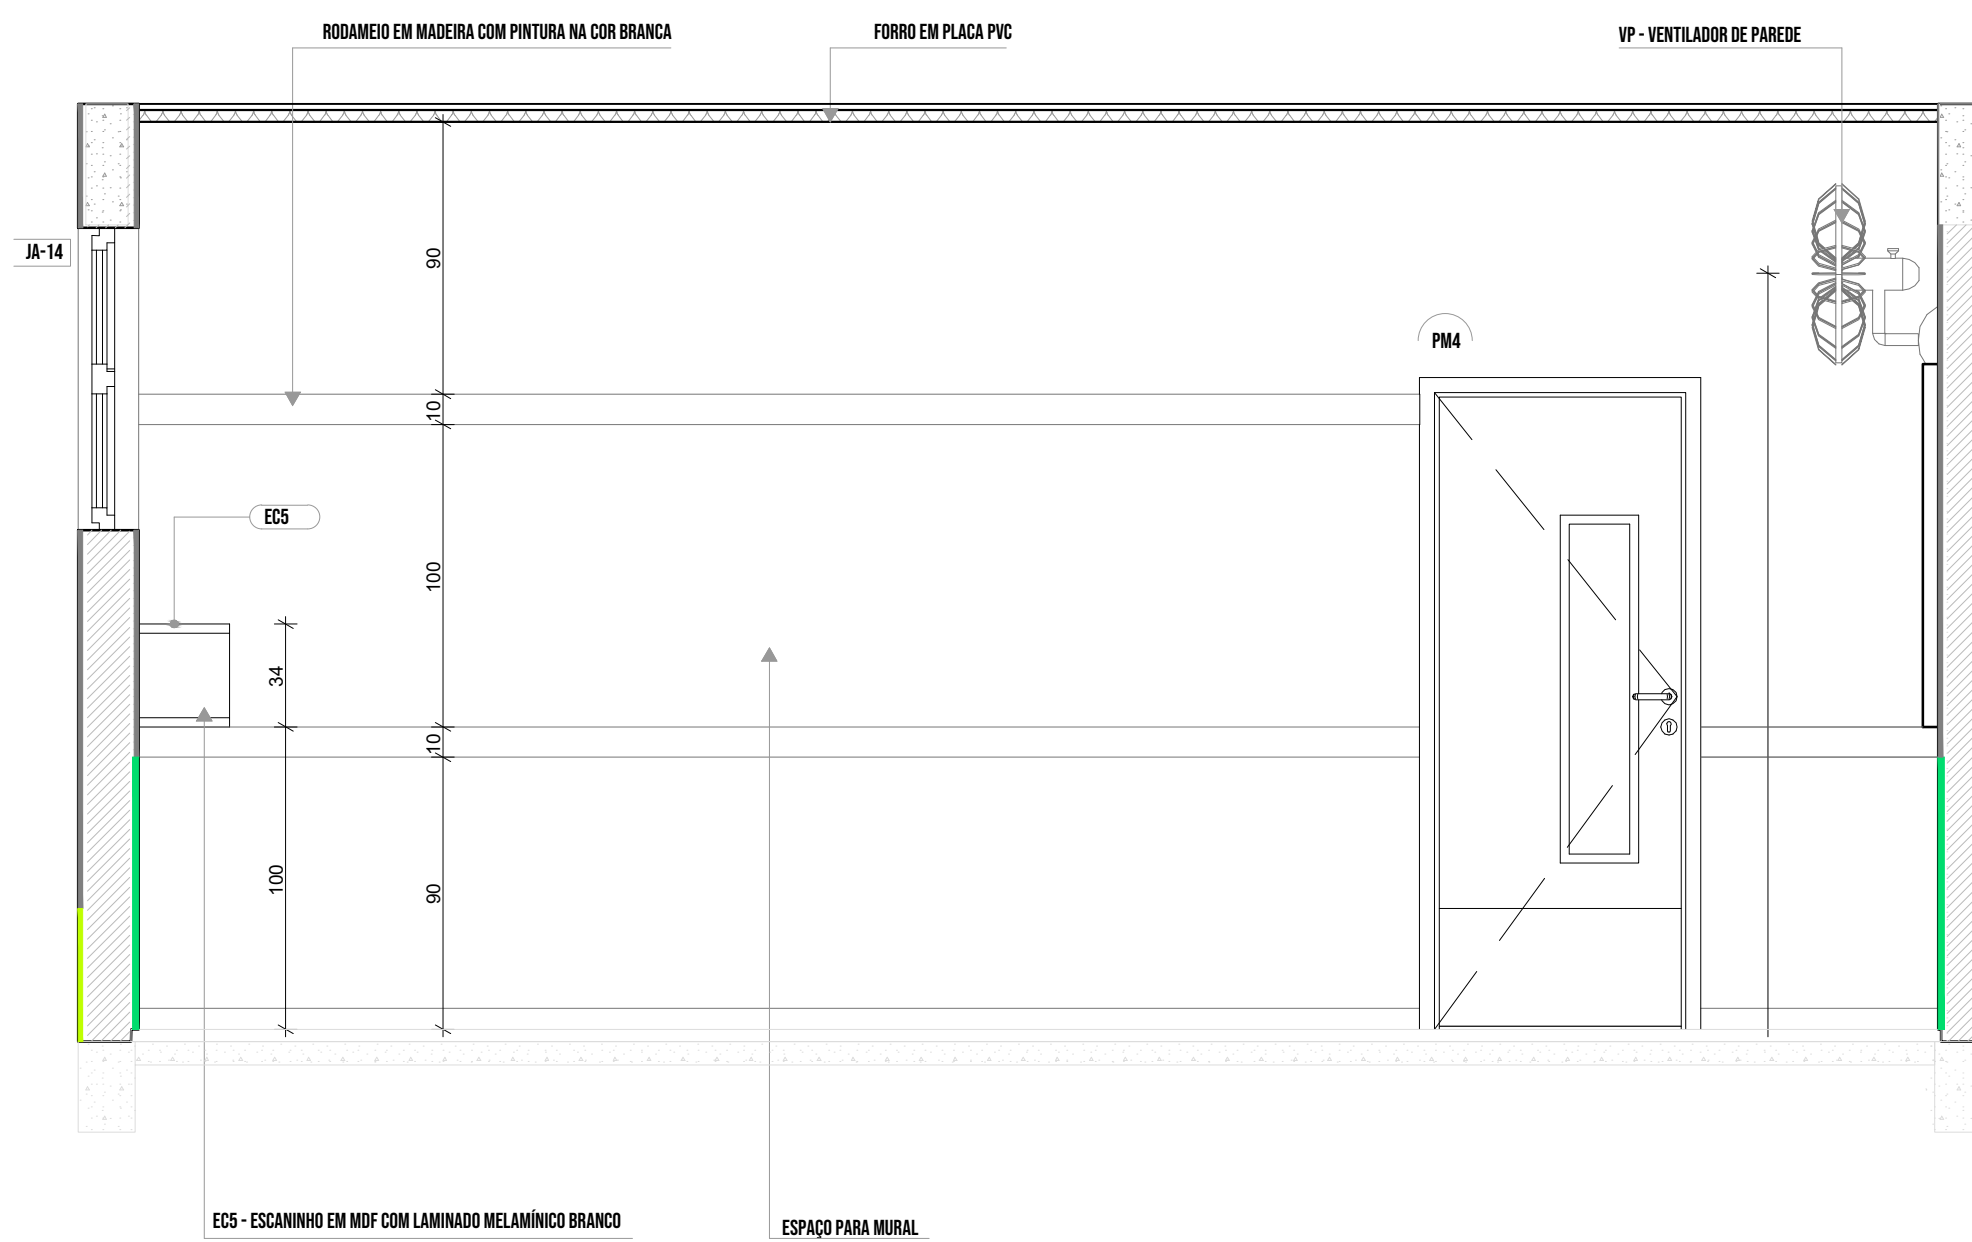 RODAMEIO EM MADEIRA COM PINTURA NA COR BRANCA
FORRO EM PLACA PVC
VP - VENTILADOR DE PAREDE
JA-14
90
PM4
10
EC5
100
34
10
100
90
EC5 - ESCANINHO EM MDF COM LAMINADO MELAMÍNICO BRANCO
ESPAÇO PARA MURAL